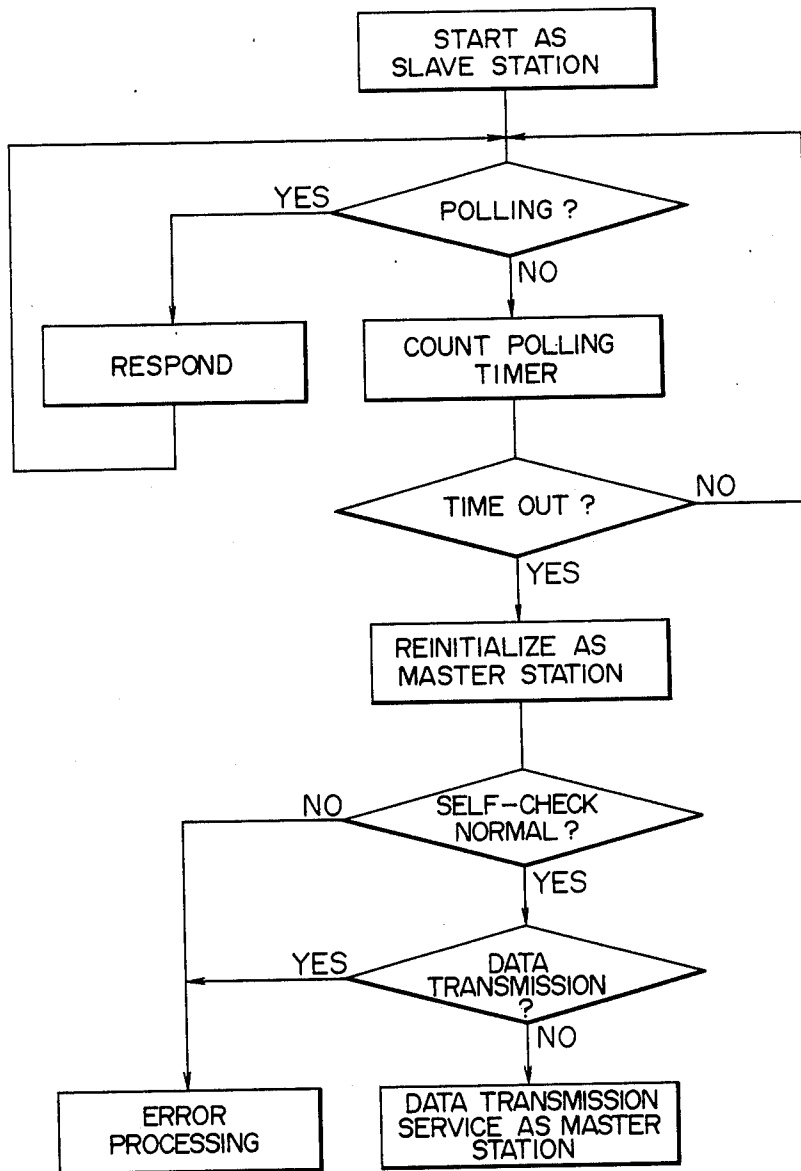 START AS
SLAVE STATION
YES
POLLING ?
NO
RESPOND
COUNT POLLING
TIMER
TIME OUT ?
NO
YES
REINITIALIZE AS
MASTER STATION
NO
SELF-CHECK
NORMAL ?
YES
YES
DATA
TRANSMISSION
?
NO
ERROR
PROCESSING
DATA TRANSMISSION
SERVICE AS MASTER
STATION